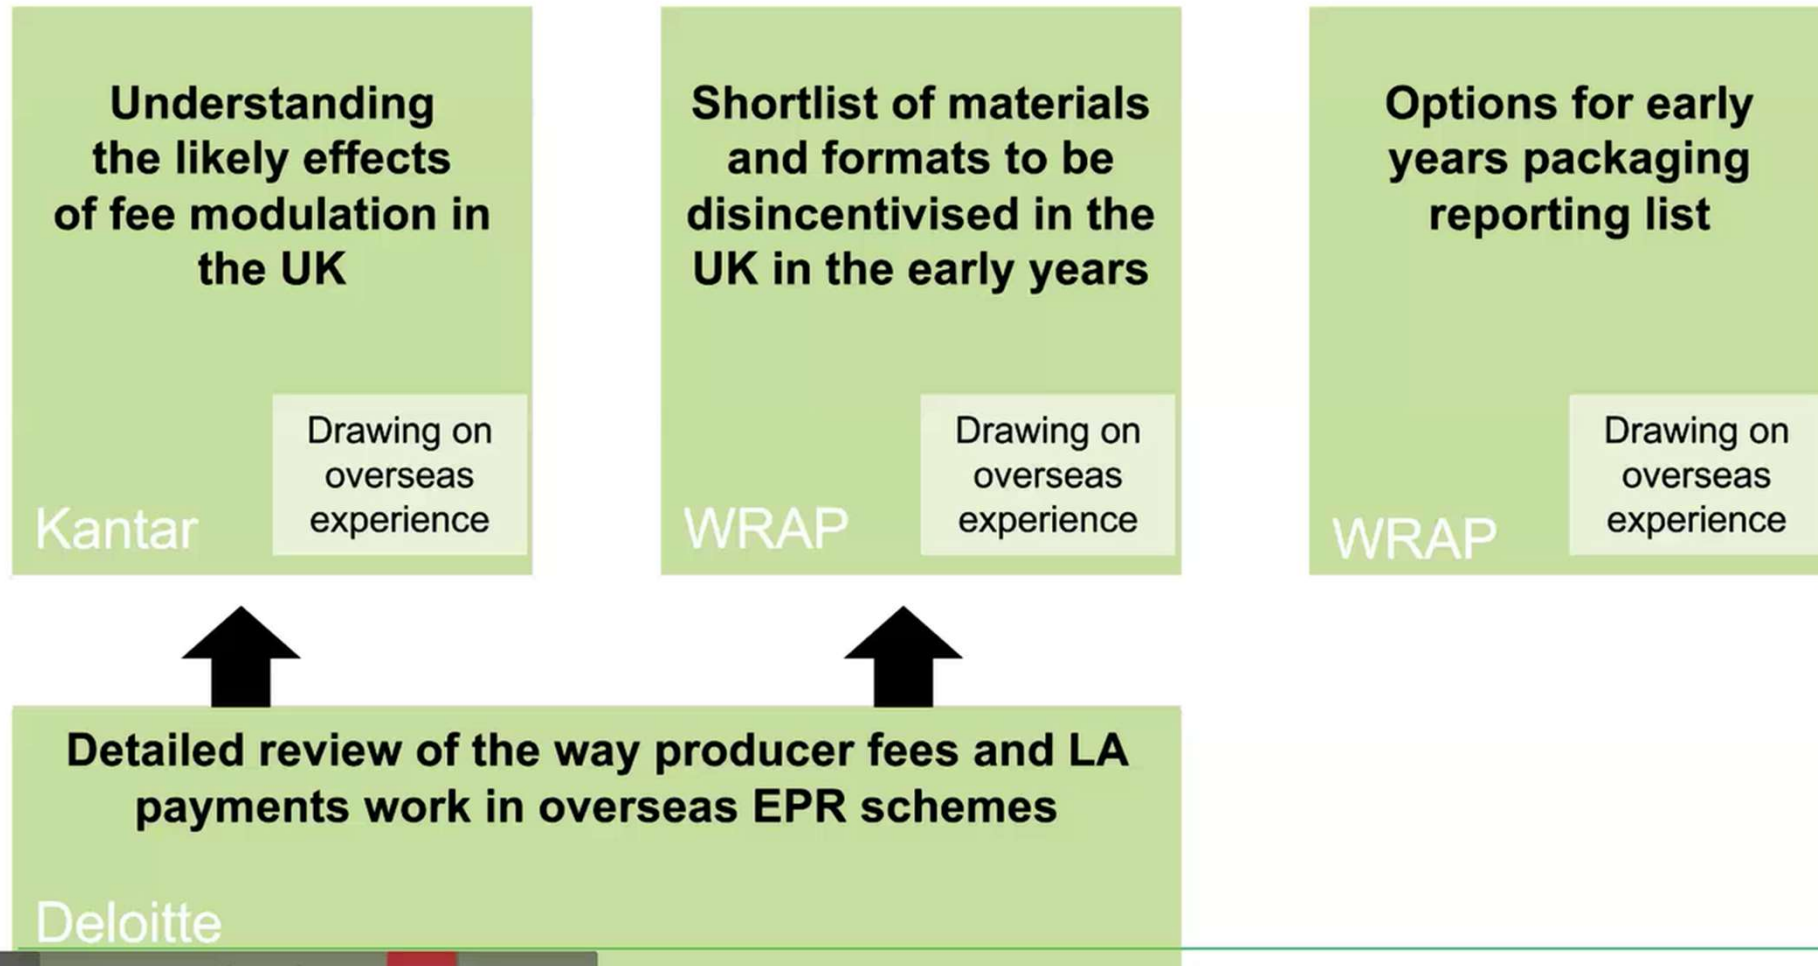 Understanding
the likely effects
of fee modulation in
the UK
Drawing on
overseas
experience
Kantar
Shortlist of materials
and formats to be
disincentivised in the
UK in the early years
Drawing on
overseas
experience
WRAP
Options for early
years packaging
reporting list
Drawing on
overseas
experience
WRAP
Detailed review of the way producer fees and LA
payments work in overseas EPR schemes
Deloitte